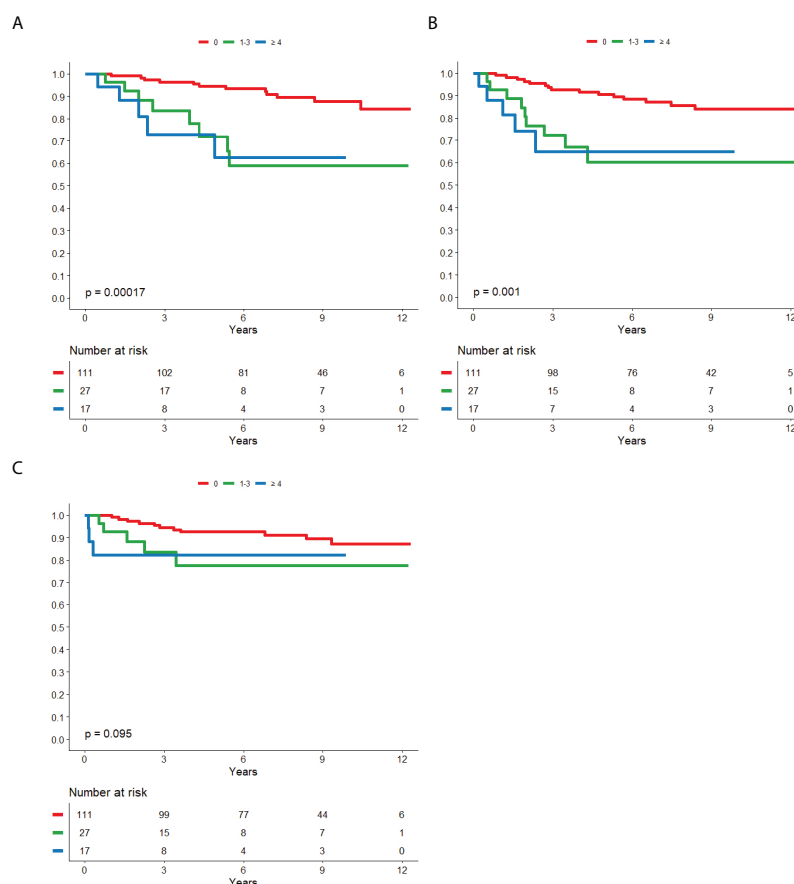 A
0 1-3 ≥ 4
1.0
0.9
0.8
0.7
0.6
0.5
0.4
0.3
0.2
0.1
0.0
p = 0.00017
0 3 6 9 12
Years
Number at risk
111 102 81 46 6
27 17 8 7 1
17 8 4 3 0
0 3 6 9 12
Years
B
0 1-3 ≥ 4
1.0
0.9
0.8
0.7
0.6
0.5
0.4
0.3
0.2
0.1
0.0
p = 0.001
0 3 6 9 12
Years
Number at risk
111 98 76 42 5
27 15 8 7 1
17 7 4 3 0
0 3 6 9 12
Years
C
0 1-3 ≥ 4
1.0
0.9
0.8
0.7
0.6
0.5
0.4
0.3
0.2
0.1
0.0
p = 0.095
0 3 6 9 12
Years
Number at risk
111 99 77 44 6
27 15 8 7 1
17 8 4 3 0
0 3 6 9 12
Years